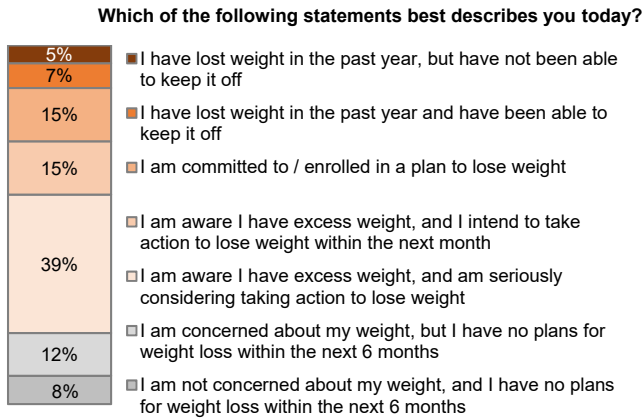 Which of the following statements best describes you today?
5%
7%
15%
15%
39%
12%
8%
I have lost weight in the past year, but have not been able
to keep it off
I have lost weight in the past year and have been able to
keep it off
I am committed to / enrolled in a plan to lose weight
I am aware I have excess weight, and I intend to take
action to lose weight within the next month
I am aware I have excess weight, and am seriously
considering taking action to lose weight
I am concerned about my weight, but I have no plans for
weight loss within the next 6 months
I am not concerned about my weight, and I have no plans
for weight loss within the next 6 months